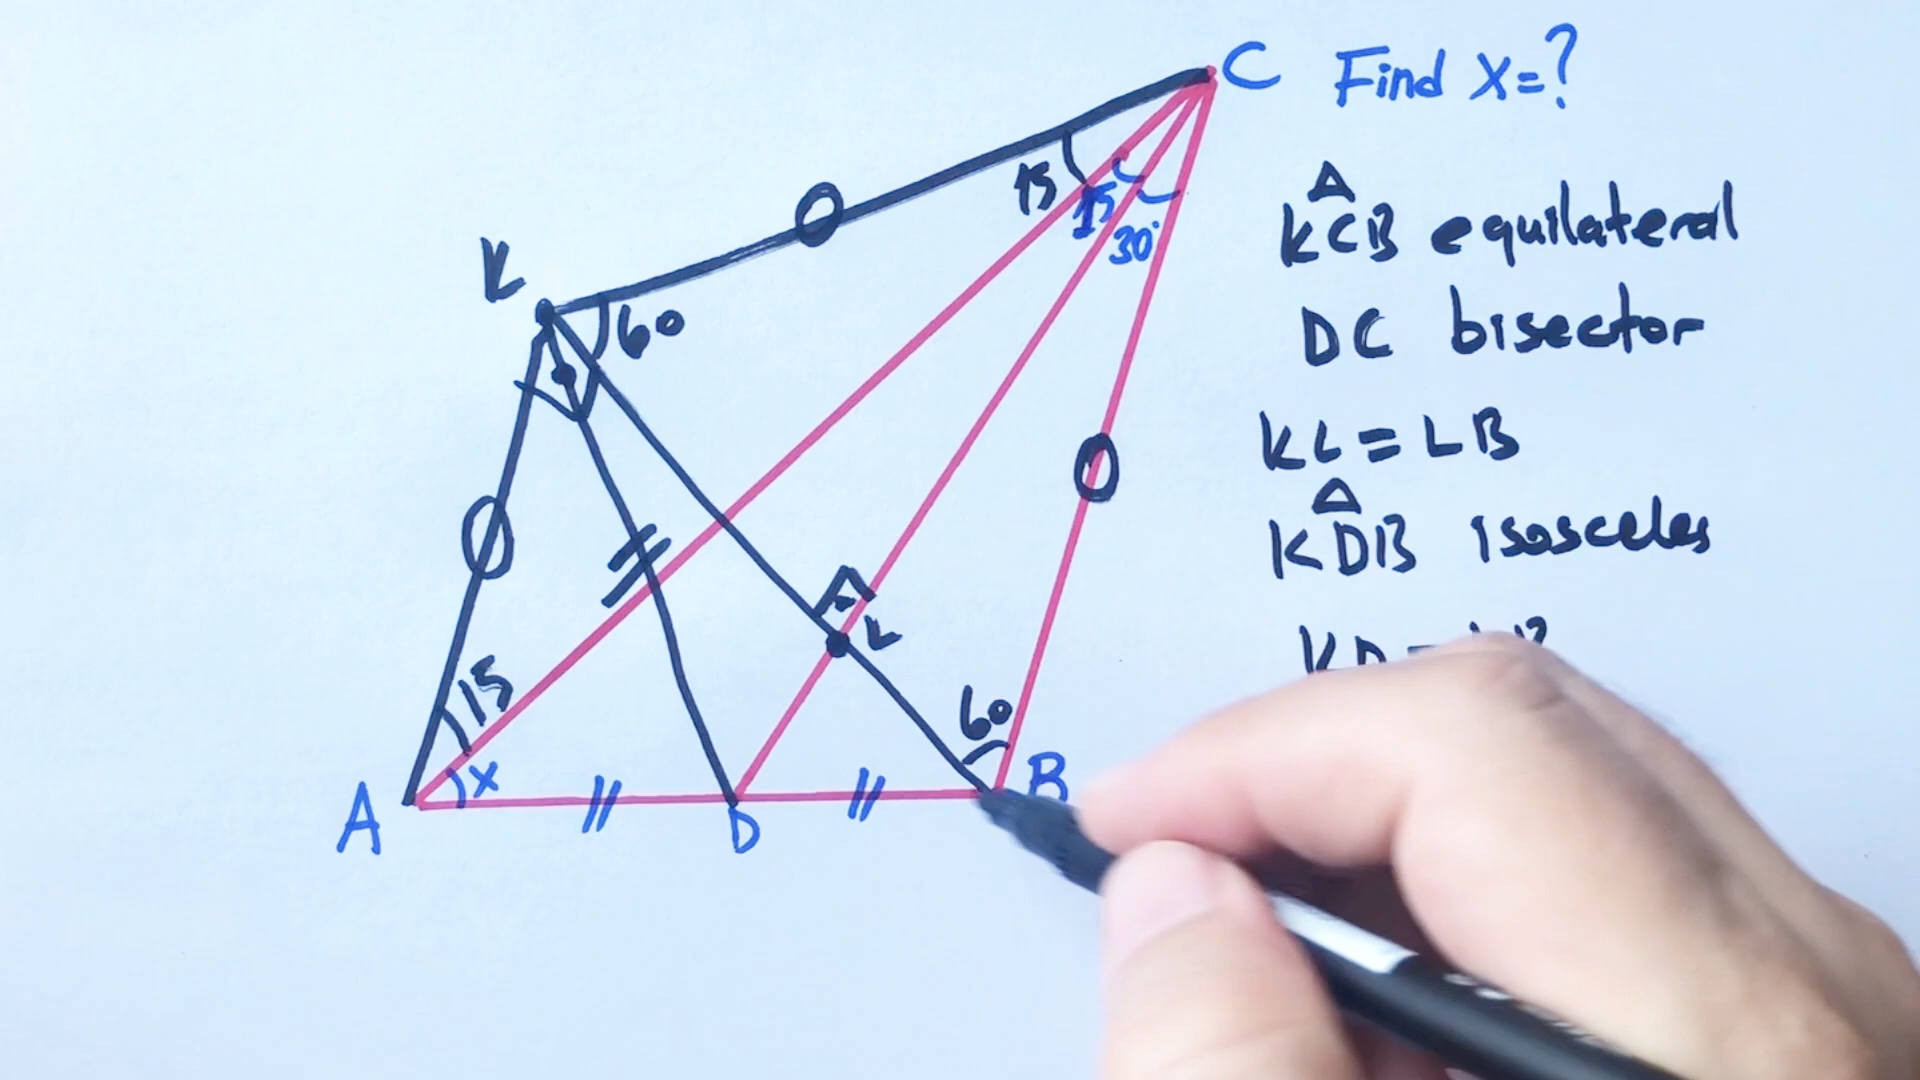 C
Find X=?
K
15
15
30°
60
KCB equilateral
DC bisector
KL=LB
KDB isosceles
L
15
60
x
A
D
B